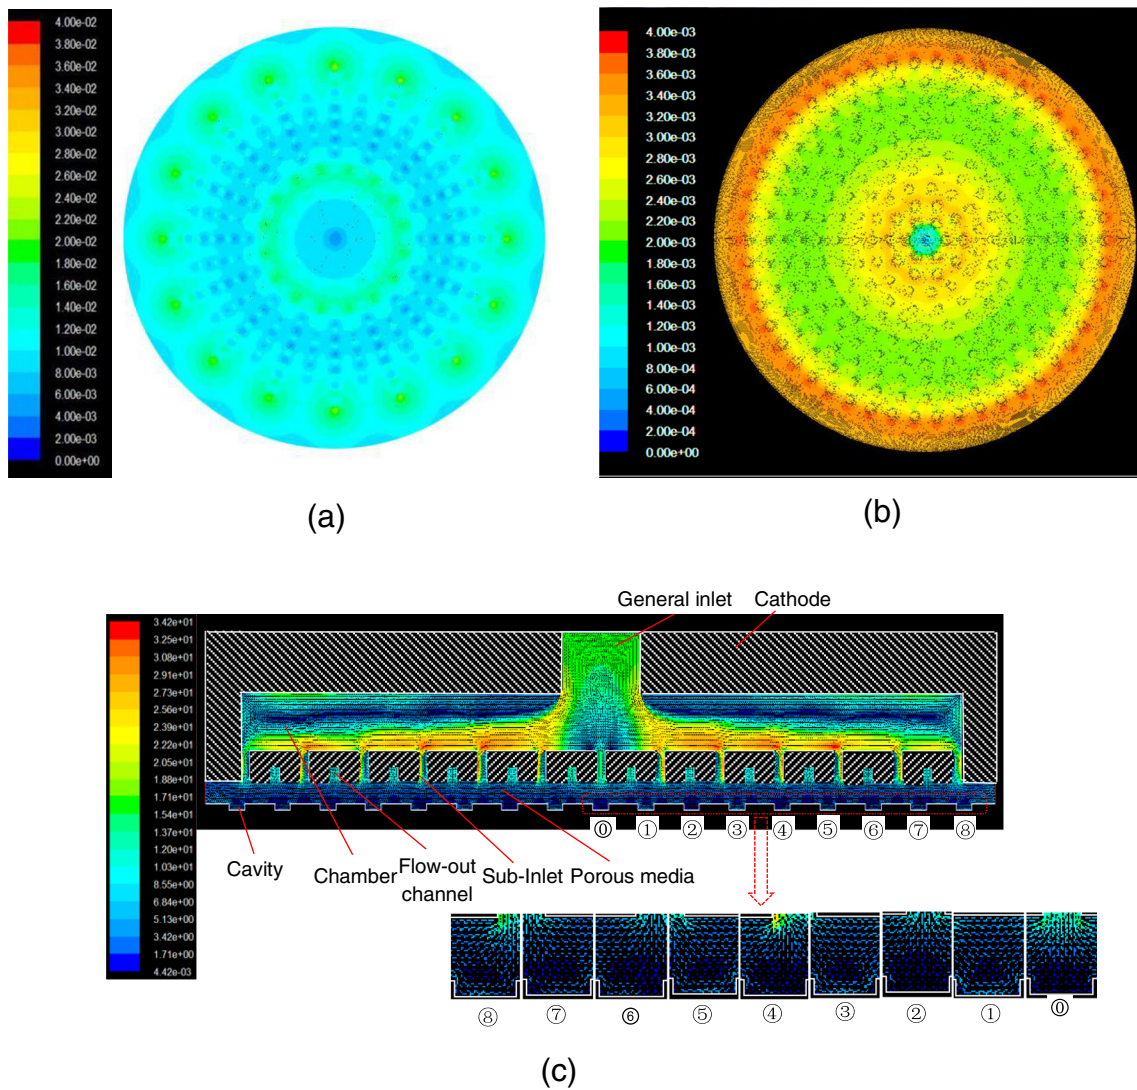 4.00e-02
3.80e-02
3.60e-02
3.40e-02
3.20e-02
3.00e-02
2.80e-02
2.60e-02
2.40e-02
2.20e-02
2.00e-02
1.80e-02
1.60e-02
1.40e-02
1.20e-02
1.00e-02
8.00e-03
6.00e-03
4.00e-03
2.00e-03
0.00e+00
(a)
4.00e-03
3.80e-03
3.60e-03
3.40e-03
3.20e-03
3.00e-03
2.80e-03
2.60e-03
2.40e-03
2.20e-03
2.00e-03
1.80e-03
1.60e-03
1.40e-03
1.20e-03
1.00e-03
8.00e-04
6.00e-04
4.00e-04
2.00e-04
0.00e+00
(b)
3.42e+01
3.25e+01
3.08e+01
2.91e+01
2.73e+01
2.56e+01
2.39e+01
2.22e+01
2.05e+01
1.88e+01
1.71e+01
1.54e+01
1.37e+01
1.20e+01
1.03e+01
8.55e+00
6.84e+00
5.13e+00
3.42e+00
1.71e+00
4.42e-03
General inlet Cathode
⓪ ① ② ③ ④ ⑤ ⑥ ⑦ ⑧
Cavity Chamber Flow-out channel Sub-Inlet Porous media
⑧ ⑦ ⑥ ⑤ ④ ③ ② ① ⓪
(c)